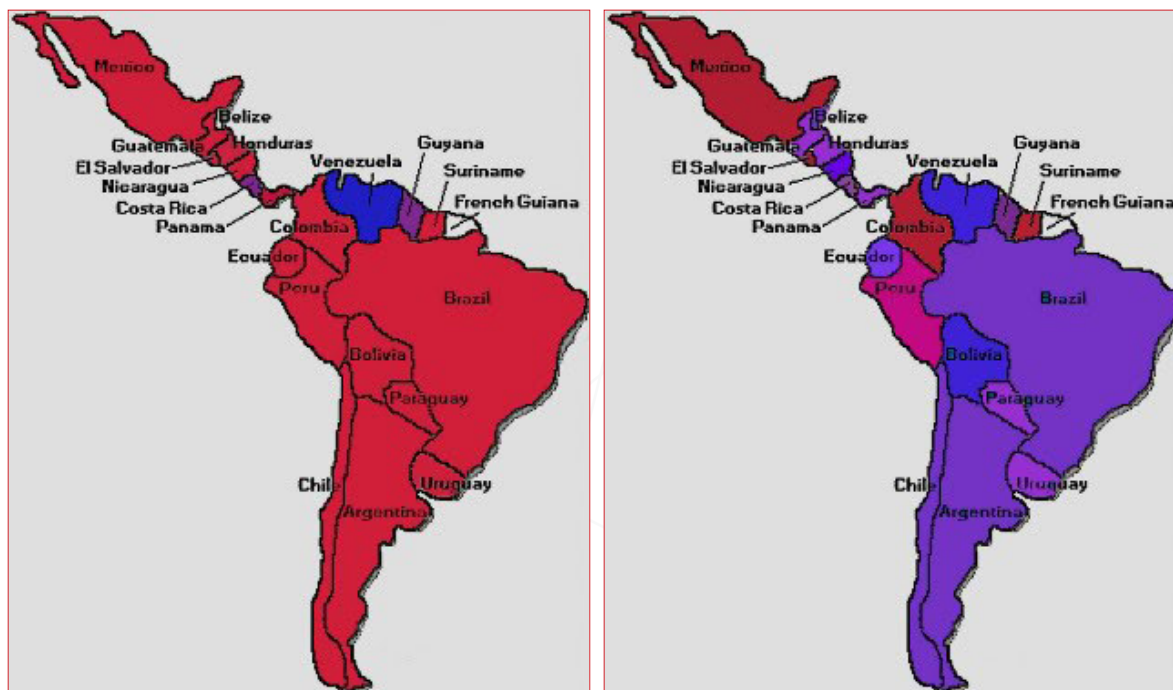 Mexico
Belize
Guatemala
Honduras
El Salvador
Nicaragua
Costa Rica
Panama
Venezuela
Guyana
Suriname
French Guiana
Colombia
Ecuador
Peru
Brazil
Bolivia
Paraguay
Chile
Uruguay
Argentina
Mexico
Belize
Guatemala
Honduras
El Salvador
Nicaragua
Costa Rica
Panama
Venezuela
Guyana
Suriname
French Guiana
Colombia
Ecuador
Peru
Brazil
Bolivia
Paraguay
Chile
Uruguay
Argentina